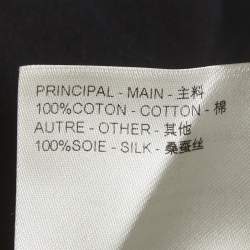 PRINCIPAL - MAIN - 主料
100%COTON - COTTON - 棉
AUTRE - OTHER - 其他
100%SOIE - SILK - 桑蚕丝